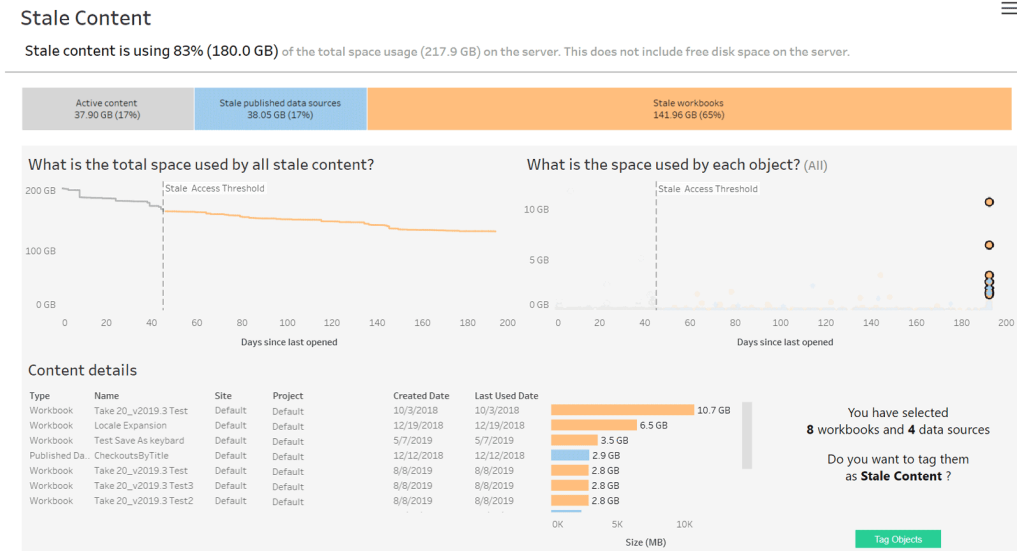 Stale Content
Stale content is using 83% (180.0 GB) of the total space usage (217.9 GB) on the server. This does not include free disk space on the server.
Active content
37.90 GB (17%)
Stale published data sources
38.05 GB (17%)
Stale workbooks
141.96 GB (65%)
What is the total space used by all stale content?
200 GB
100 GB
0 GB
Stale Access Threshold
0 20 40 60 80 100 120 140 160 180 200
Days since last opened
What is the space used by each object? (All)
10 GB
5 GB
0 GB
Stale Access Threshold
0 20 40 60 80 100 120 140 160 180 200
Days since last opened
Content details
Type Name Site Project Created Date Last Used Date
Workbook Take 20_v2019.3 Test Default Default 10/3/2018 10/3/2018 10.7 GB
Workbook Locale Expansion Default Default 12/19/2018 12/19/2018 6.5 GB
Workbook Test Save As keybard Default Default 5/7/2019 5/7/2019 3.5 GB
Published Da.. CheckoutsByTitle Default Default 12/12/2018 12/12/2018 2.9 GB
Workbook Take 20_v2019.3 Test Default Default 8/8/2019 8/8/2019 2.8 GB
Workbook Take 20_v2019.3 Test3 Default Default 8/8/2019 8/8/2019 2.8 GB
Workbook Take 20_v2019.3 Test2 Default Default 8/8/2019 8/8/2019 2.8 GB
0K 5K 10K
Size (MB)
You have selected
8 workbooks and 4 data sources
Do you want to tag them
as Stale Content ?
Tag Objects